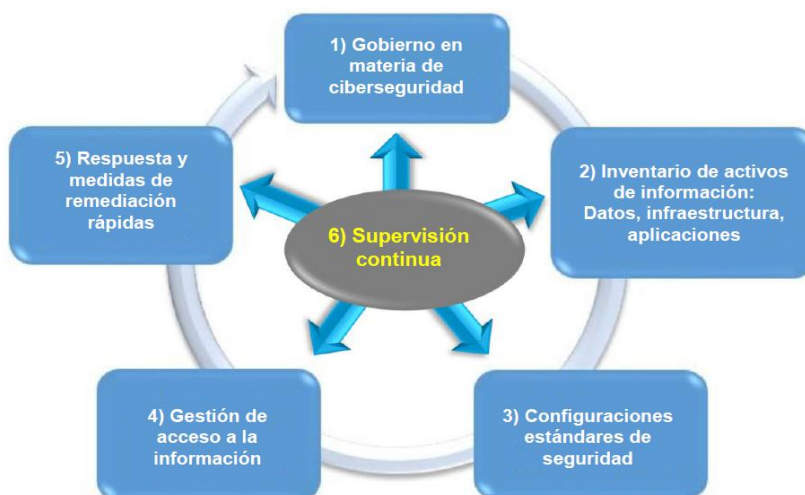 1) Gobierno en
materia de
ciberseguridad
2) Inventario de activos
de información:
Datos, infraestructura,
aplicaciones
3) Configuraciones
estándares de
seguridad
4) Gestión de
acceso a la
información
5) Respuesta y
medidas de
remediación
rápidas
6) Supervisión
continua